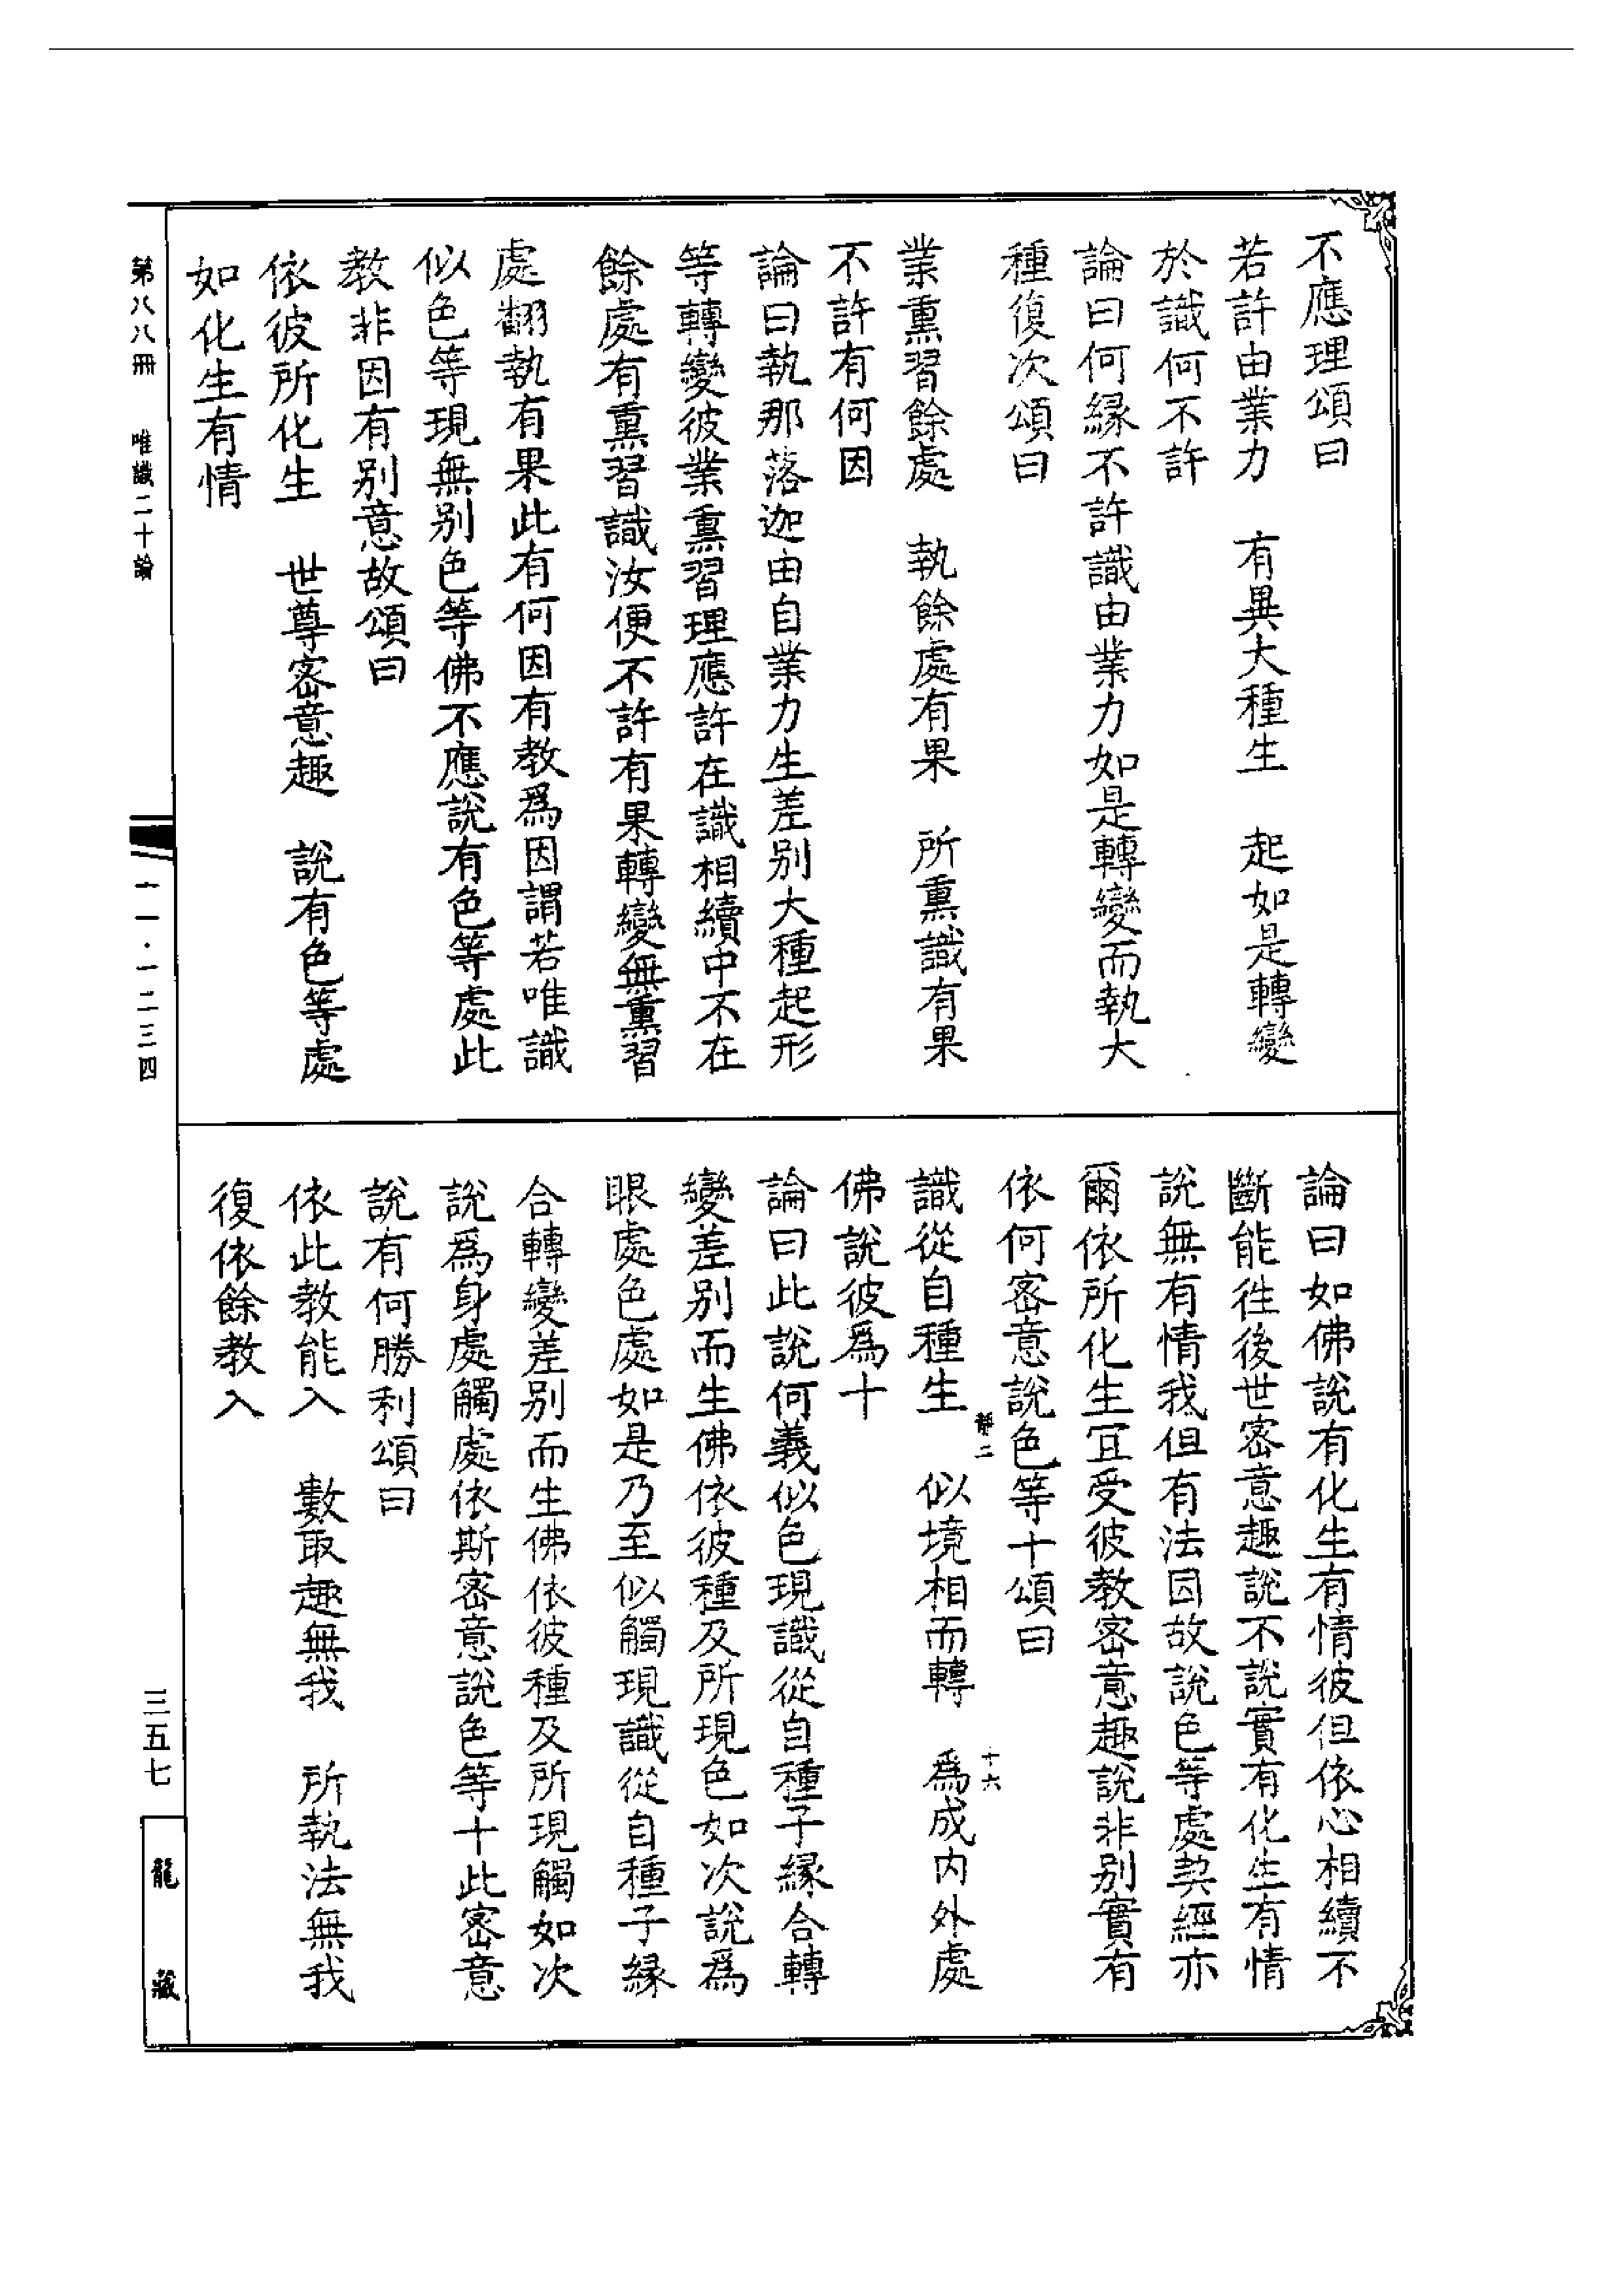 不應理頌曰
若許由業力　有異大種生　起如是轉變
於識何不許
論曰何緣不許識由業力如是轉變而執大
種復次頌曰
業熏習餘處　執餘處有果　所熏識有果
不許有何因
論曰執那落迦由自業力生差别大種起形
等轉變彼業熏習理應許在識相續中不在
餘處有熏習識汝便不許有果轉變無熏習
處翻執有果此有何因有教爲因謂若唯識
似色等現無别色等佛不應說有色等處此
教非因有别意故頌曰
依彼所化生　世尊密意趣　說有色等處
如化生有情
論曰如佛說有化生有情彼但依心相續不
斷能徃後世密意趣說不說實有化生有情
說無有情我但有法因故說色等處契經亦
爾依所化生宜受彼教密意趣說非别實有
依何密意說色等十頌曰
識從自種生　似境相而轉　爲成内外處
靜二
十六
佛說彼爲十
論曰此說何義似色現識從自種子緣合轉
變差别而生佛依彼種及所現色如次說爲
眼處色處如是乃至似觸現識從自種子緣
合轉變差别而生佛依彼種及所現觸如次
說爲身處觸處依斯密意說色等十此密意
說有何勝利頌曰
依此教能入　數取趣無我　所執法無我
復依餘教入
第八八冊　唯識二十論
一一·一二三四
三五七
龍藏